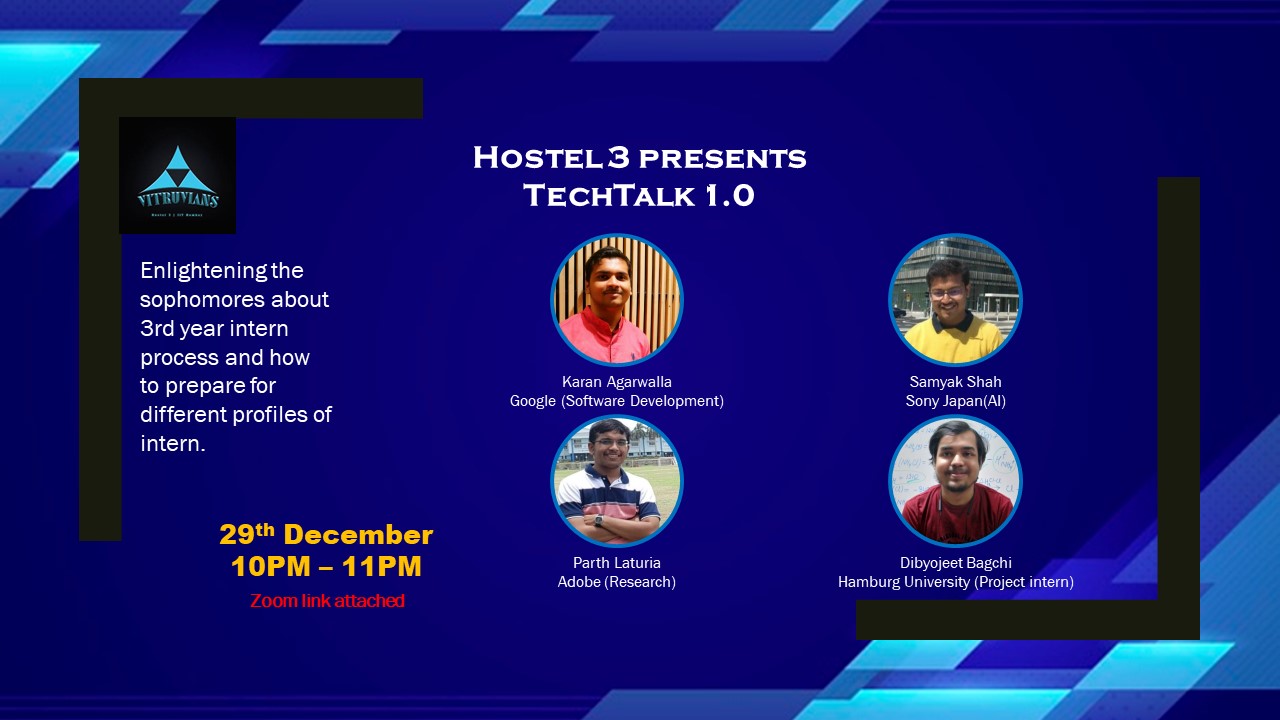 Hostel 3 presents
TechTalk 1.0
VITRUVIANS
Hostel 3 | IIT Bombay
Enlightening the
sophomores about
3rd year intern
process and how
to prepare for
different profiles of
intern.
29th December
10PM – 11PM
Zoom link attached
Karan Agarwalla
Google (Software Development)
Samyak Shah
Sony Japan(AI)
Parth Laturia
Adobe (Research)
Dibyojeet Bagchi
Hamburg University (Project intern)